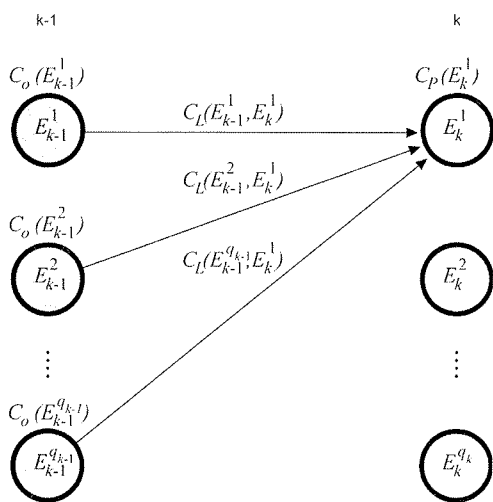 k-1 k
C_o(E_{k-1}^1) C_P(E_k^1)
C_L(E_{k-1}^1,E_k^1)
E_{k-1}^1 E_k^1
C_L(E_{k-1}^2,E_k^1)
C_o(E_{k-1}^2)
C_L(E_{k-1}^{q_{k-1}},E_k^1)
E_{k-1}^2 E_k^2
C_o(E_{k-1}^{q_{k-1}})
E_{k-1}^{q_{k-1}} E_k^{q_k}